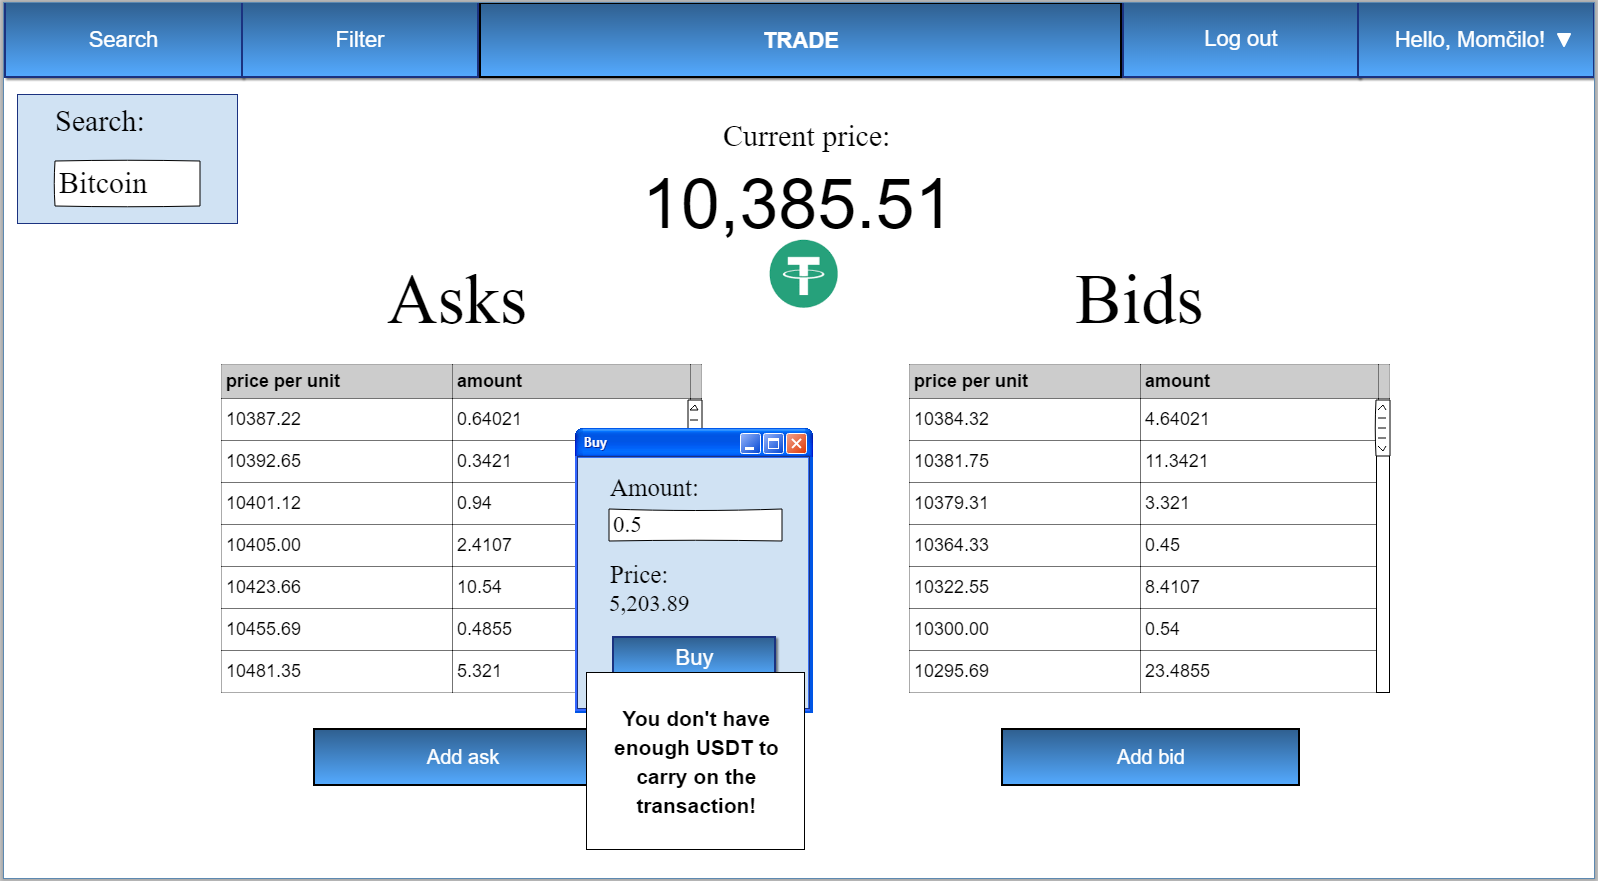 Search
Filter
TRADE
Log out
Hello, Momčilo! ▼
Search:
Bitcoin
Current price:
10,385.51
Asks
price per unit amount
10387.22 0.64021
10392.65 0.3421
10401.12 0.94
10405.00 2.4107
10423.66 10.54
10455.69 0.4855
10481.35 5.321
Add ask
Buy
Amount:
0.5
Price:
5,203.89
Buy
You don't have
enough USDT to
carry on the
transaction!
Bids
price per unit amount
10384.32 4.64021
10381.75 11.3421
10379.31 3.321
10364.33 0.45
10322.55 8.4107
10300.00 0.54
10295.69 23.4855
Add bid